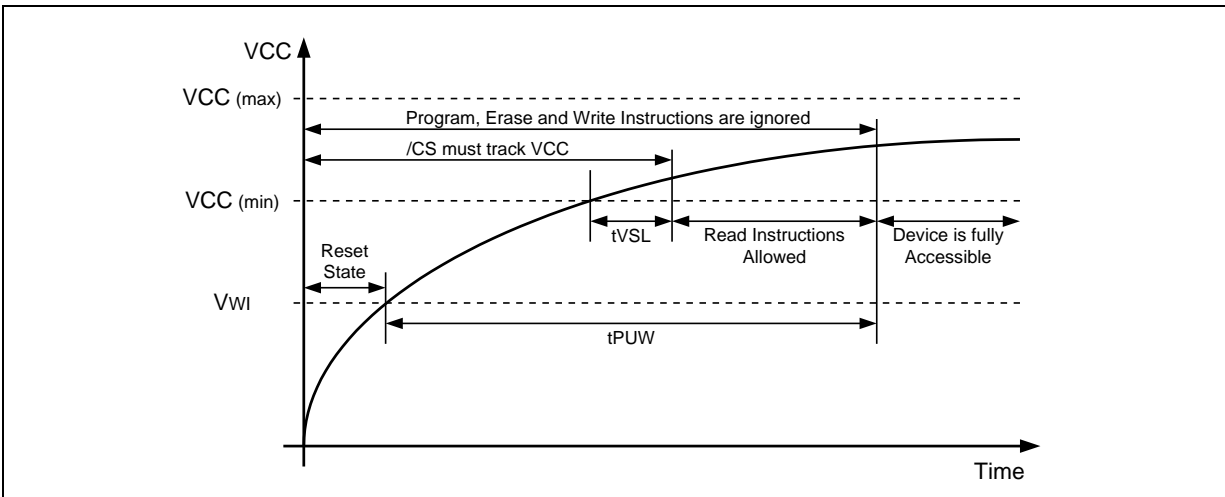 VCC
VCC (max)
Program, Erase and Write Instructions are ignored
/CS must track VCC
VCC (min)
tVSL
Read Instructions
Allowed
Device is fully
Accessible
Reset
State
VWI
tPUW
Time